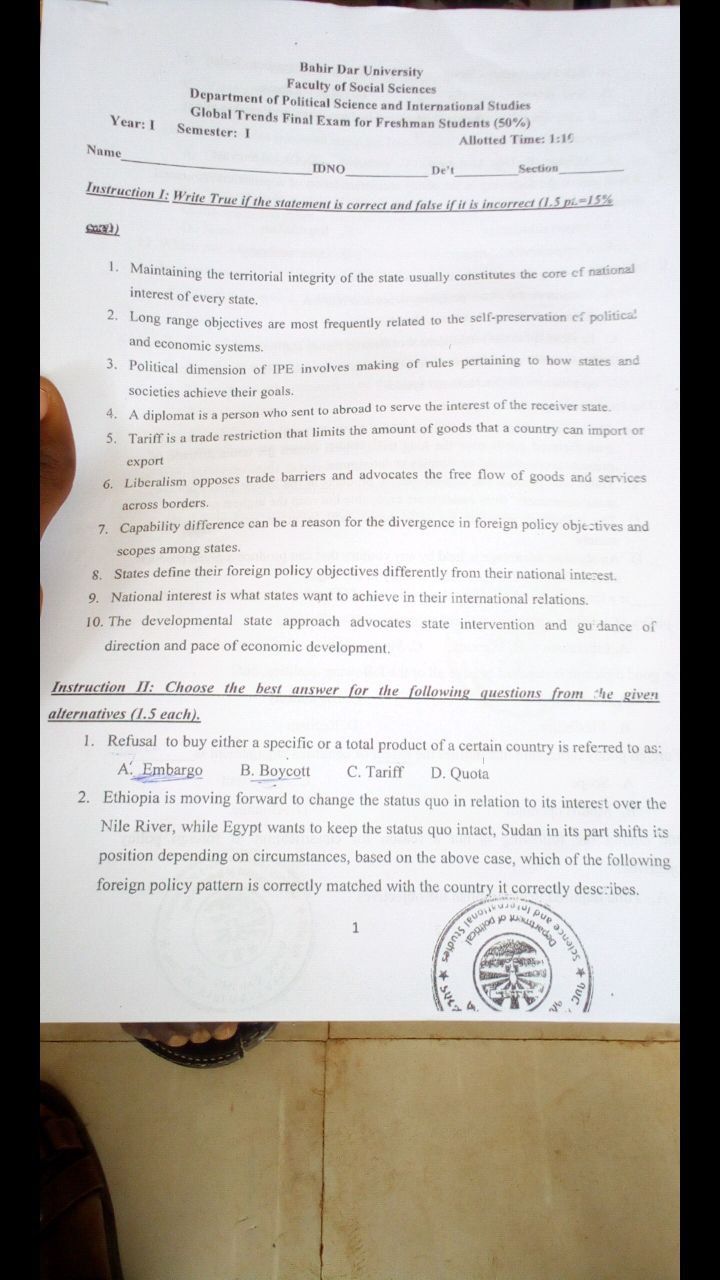 Bahir Dar University
Faculty of Social Sciences
Department of Political Science and International Studies
Global Trends Final Exam for Freshman Students (50%)
Year: I Semester: I Allotted Time: 1:10
Name IDNO De't Section
Instruction I: Write True if the statement is correct and false if it is incorrect (1.5 pt.=15%
each)
1. Maintaining the territorial integrity of the state usually constitutes the core of national
interest of every state.
2. Long range objectives are most frequently related to the self-preservation of political
and economic systems.
3. Political dimension of IPE involves making of rules pertaining to how states and
societies achieve their goals.
4. A diplomat is a person who sent to abroad to serve the interest of the receiver state.
5. Tariff is a trade restriction that limits the amount of goods that a country can import or
export
6. Liberalism opposes trade barriers and advocates the free flow of goods and services
across borders.
7. Capability difference can be a reason for the divergence in foreign policy objectives and
scopes among states.
8. States define their foreign policy objectives differently from their national interest.
9. National interest is what states want to achieve in their international relations.
10. The developmental state approach advocates state intervention and guidance of
direction and pace of economic development.
Instruction II: Choose the best answer for the following questions from the given
alternatives (1.5 each).
1. Refusal to buy either a specific or a total product of a certain country is referred to as:
A. Embargo B. Boycott C. Tariff D. Quota
2. Ethiopia is moving forward to change the status quo in relation to its interest over the
Nile River, while Egypt wants to keep the status quo intact, Sudan in its part shifts its
position depending on circumstances, based on the above case, which of the following
foreign policy pattern is correctly matched with the country it correctly describes.
1
Department of political
Science and International Studies